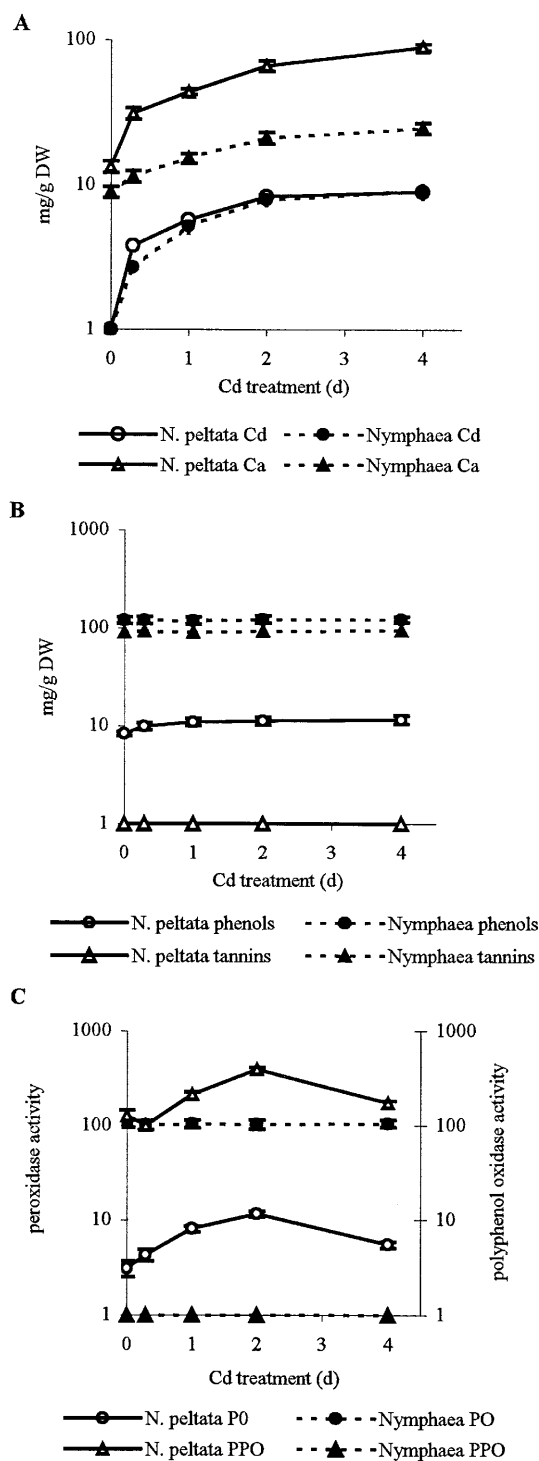 A
100
10
1
mg/g DW
0 1 2 3 4
Cd treatment (d)
N. peltata Cd Nymphaea Cd
N. peltata Ca Nymphaea Ca
B
1000
100
10
1
mg/g DW
0 1 2 3 4
Cd treatment (d)
N. peltata phenols Nymphaea phenols
N. peltata tannins Nymphaea tannins
C
1000 1000
100 100
10 10
1 1
peroxidase activity
polyphenol oxidase activity
0 1 2 3 4
Cd treatment (d)
N. peltata P0 Nymphaea PO
N. peltata PPO Nymphaea PPO